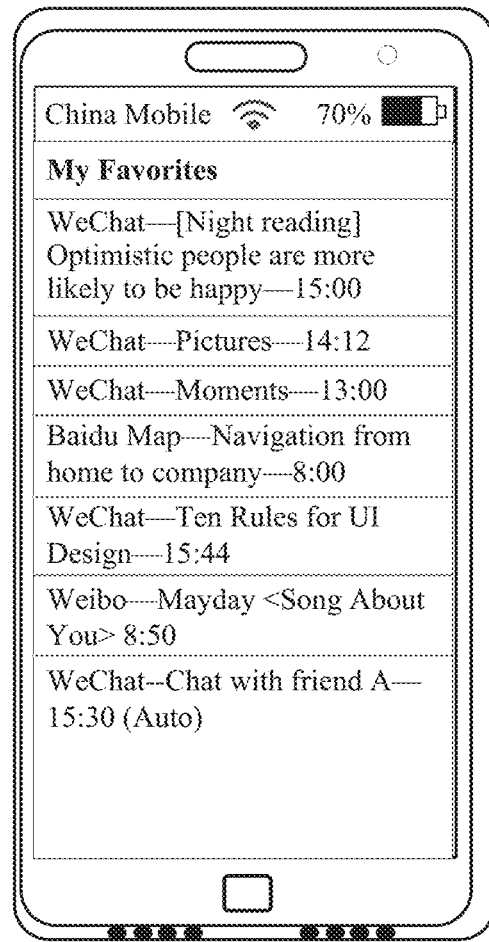 China Mobile 70%
My Favorites
WeChat----[Night reading]
Optimistic people are more
likely to be happy----15:00
WeChat----Pictures----14:12
WeChat----Moments----13:00
Baidu Map----Navigation from
home to company----8:00
WeChat----Ten Rules for UI
Design----15:44
Weibo----Mayday <Song About
You> 8:50
WeChat--Chat with friend A----
15:30 (Auto)